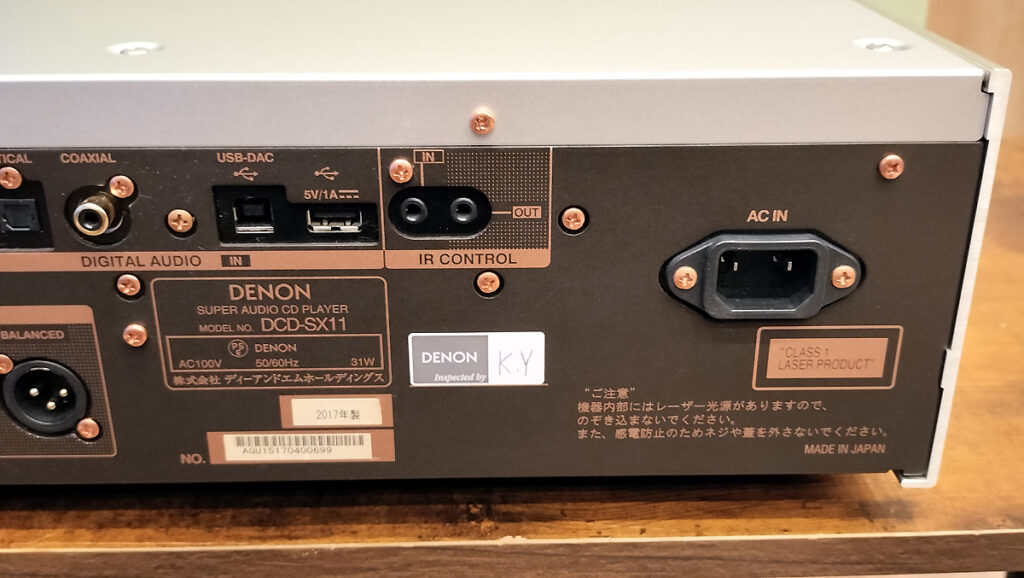 TICAL
COAXIAL
USB-DAC
5V/1A
IN
OUT
DIGITAL AUDIO IN
IR CONTROL
AC IN
DENON
SUPER AUDIO CD PLAYER
MODEL NO. DCD-SX11
PS
E
DENON
AC100V 50/60Hz 31W
株式会社 ディーアンドエムホールディングス
BALANCED
DENON
Inspected by
K.Y
"CLASS 1
LASER PRODUCT"
2017年製
NO.
AGU15170400699
"ご注意"
機器内部にはレーザー光源がありますので、
のぞき込まないでください。
また、感電防止のためネジや蓋を外さないでください。
MADE IN JAPAN